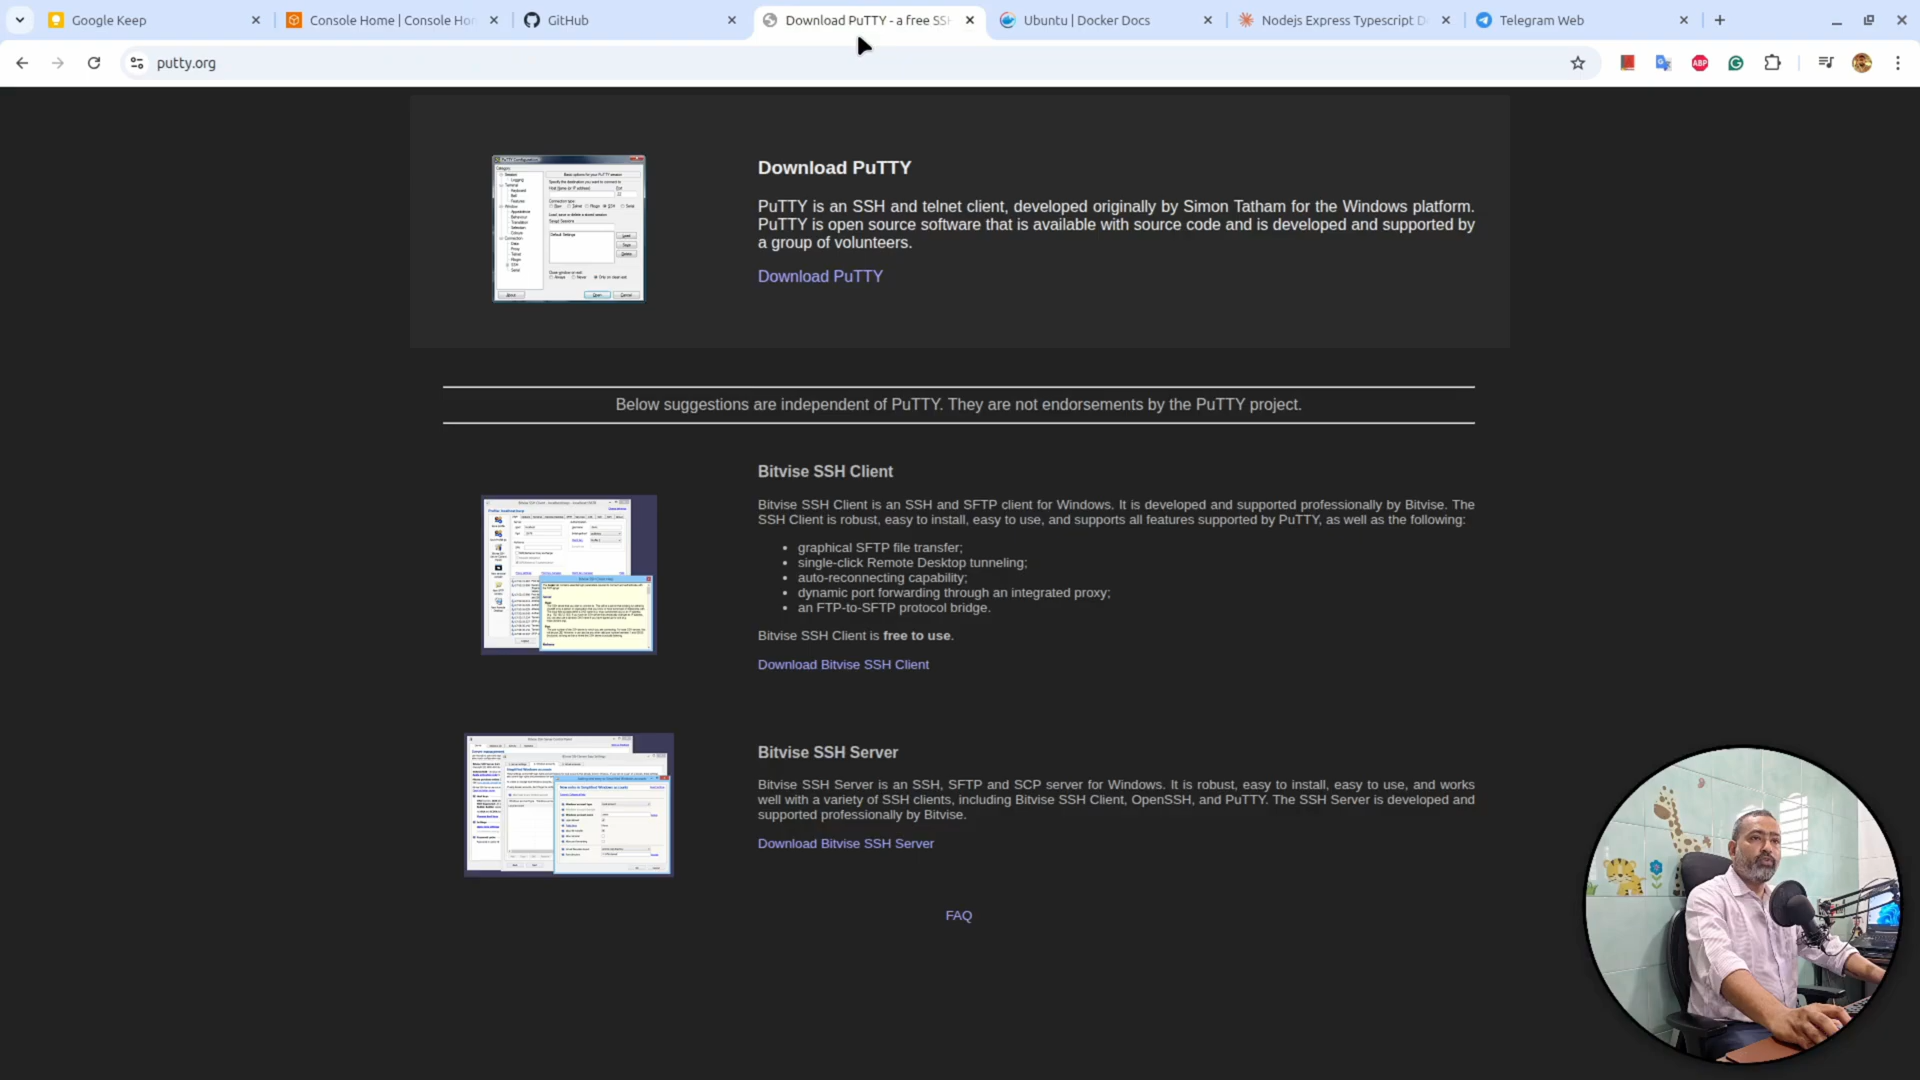 Google Keep
Console Home | Console Ho
GitHub
Download PuTTY - a free SS
Ubuntu | Docker Docs
Nodejs Express Typescript D
Telegram Web
putty.org
ABP
Download PuTTY
PuTTY is an SSH and telnet client, developed originally by Simon Tatham for the Windows platform.
PuTTY is open source software that is available with source code and is developed and supported by
a group of volunteers.
Download PuTTY
Below suggestions are independent of PuTTY. They are not endorsements by the PuTTY project.
Bitvise SSH Client
Bitvise SSH Client is an SSH and SFTP client for Windows. It is developed and supported professionally by Bitvise. The
SSH Client is robust, easy to install, easy to use, and supports all features supported by PuTTY, as well as the following:
• graphical SFTP file transfer;
• single-click Remote Desktop tunneling;
• auto-reconnecting capability;
• dynamic port forwarding through an integrated proxy;
• an FTP-to-SFTP protocol bridge.
Bitvise SSH Client is free to use.
Download Bitvise SSH Client
Bitvise SSH Server
Bitvise SSH Server is an SSH, SFTP and SCP server for Windows. It is robust, easy to install, easy to use, and works
well with a variety of SSH clients, including Bitvise SSH Client, OpenSSH, and PuTTY. The SSH Server is developed and
supported professionally by Bitvise.
Download Bitvise SSH Server
FAQ